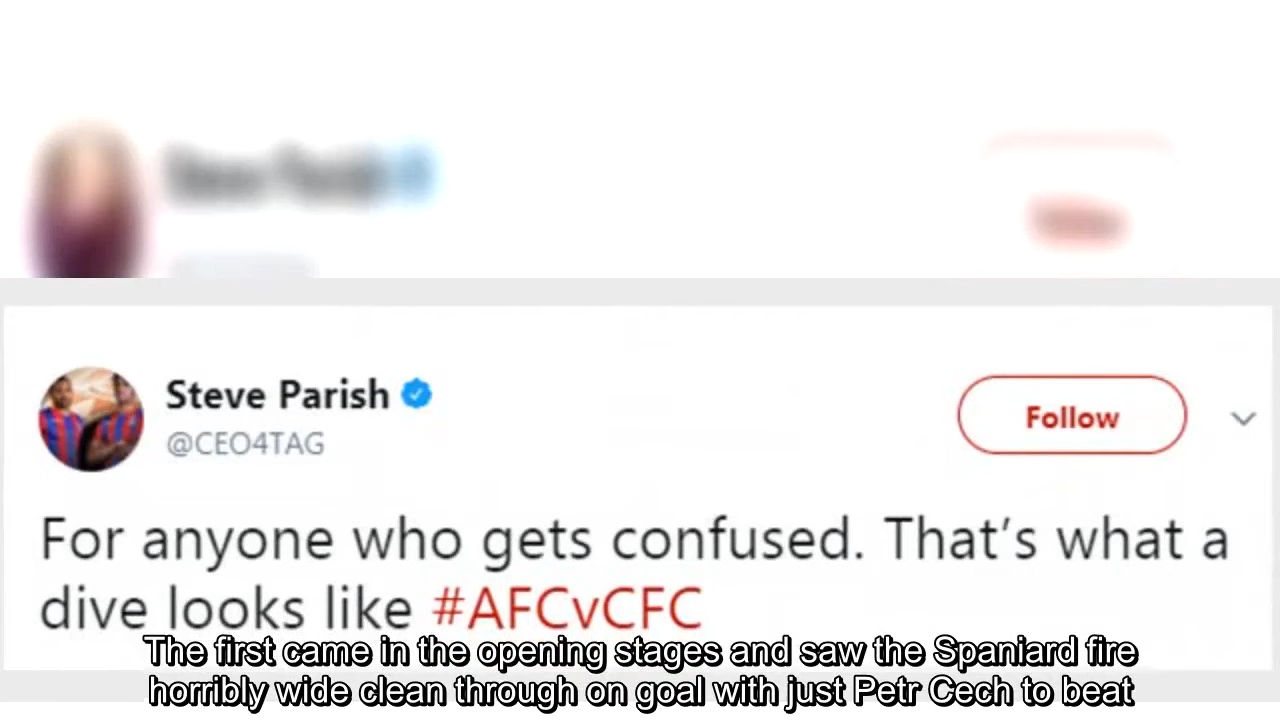 Steve Parish
@CEO4TAG
Follow
For anyone who gets confused. That's what a
dive looks like #AFCvCFC
The first came in the opening stages and saw the Spaniard fire
horribly wide clean through on goal with just Petr Cech to beat